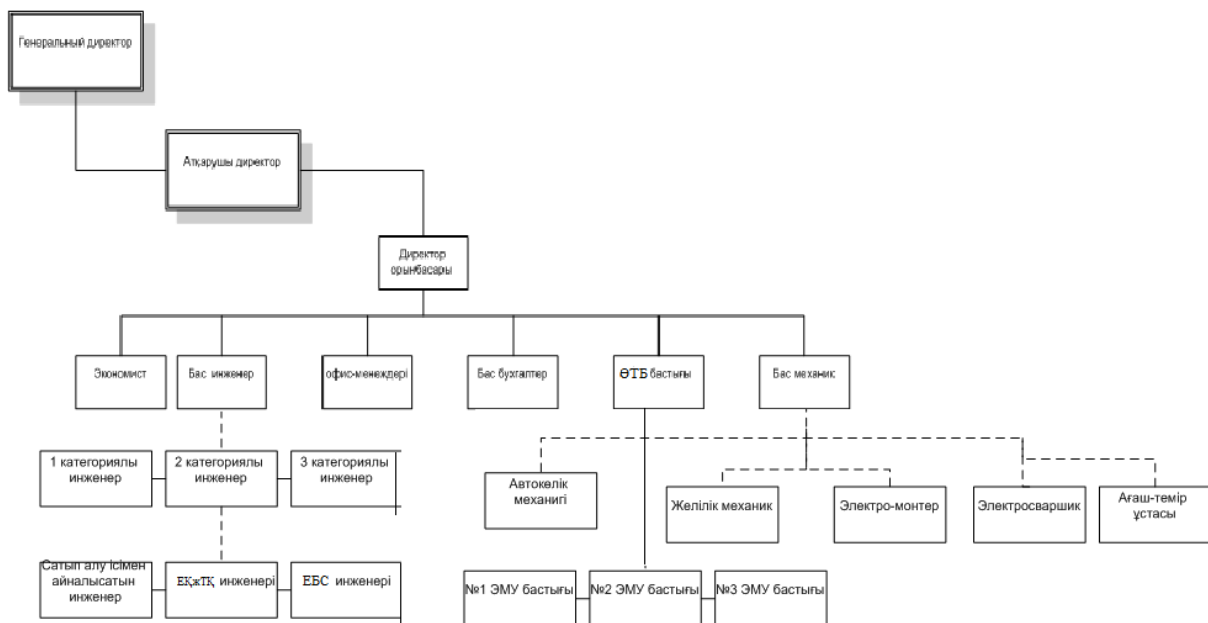 Генеральный директор
Атқарушы директор
Директор
орынбасары
Экономист
Бас инженер
офис-менеждері
Бас бухгалтер
ӨТБ бастығы
Бас механик
1 категориялы
инженер
2 категориялы
инженер
3 категориялы
инженер
Автокөлік
механигі
Желілік механик
Электро-монтер
Электросваршик
Ағаш-темір
ұстасы
Сатып алу ісімен
айналысатын
инженер
ЕҚжТҚ инженері
ЕБС инженері
№1 ЭМУ бастығы
№2 ЭМУ бастығы
№3 ЭМУ бастығы